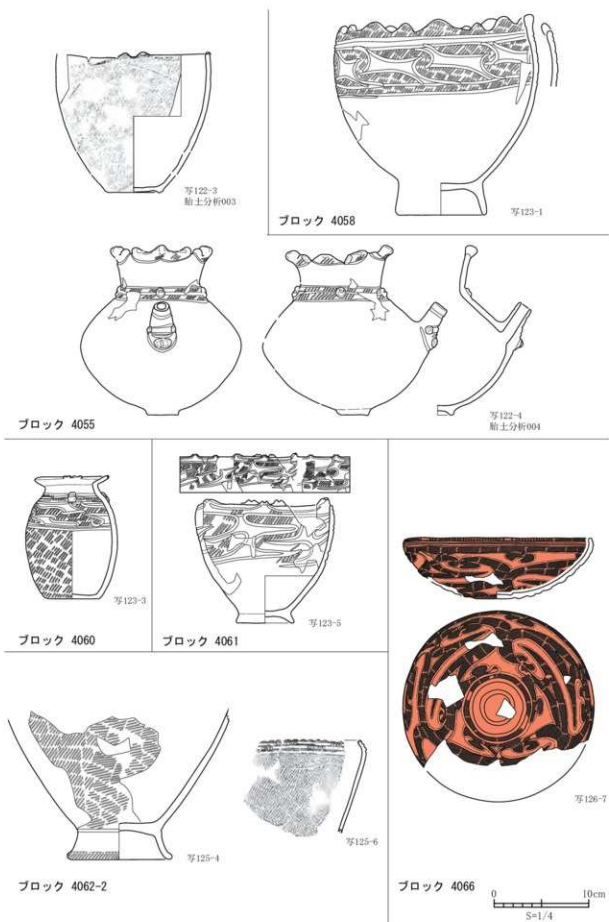 写122-3
胎土分析003
写123-1
ブロック 4058
写122-4
胎土分析004
ブロック 4055
写123-3
ブロック 4060
写123-5
ブロック 4061
写125-4
写125-6
ブロック 4062-2
写126-7
ブロック 4066
0 10cm
S=1/4